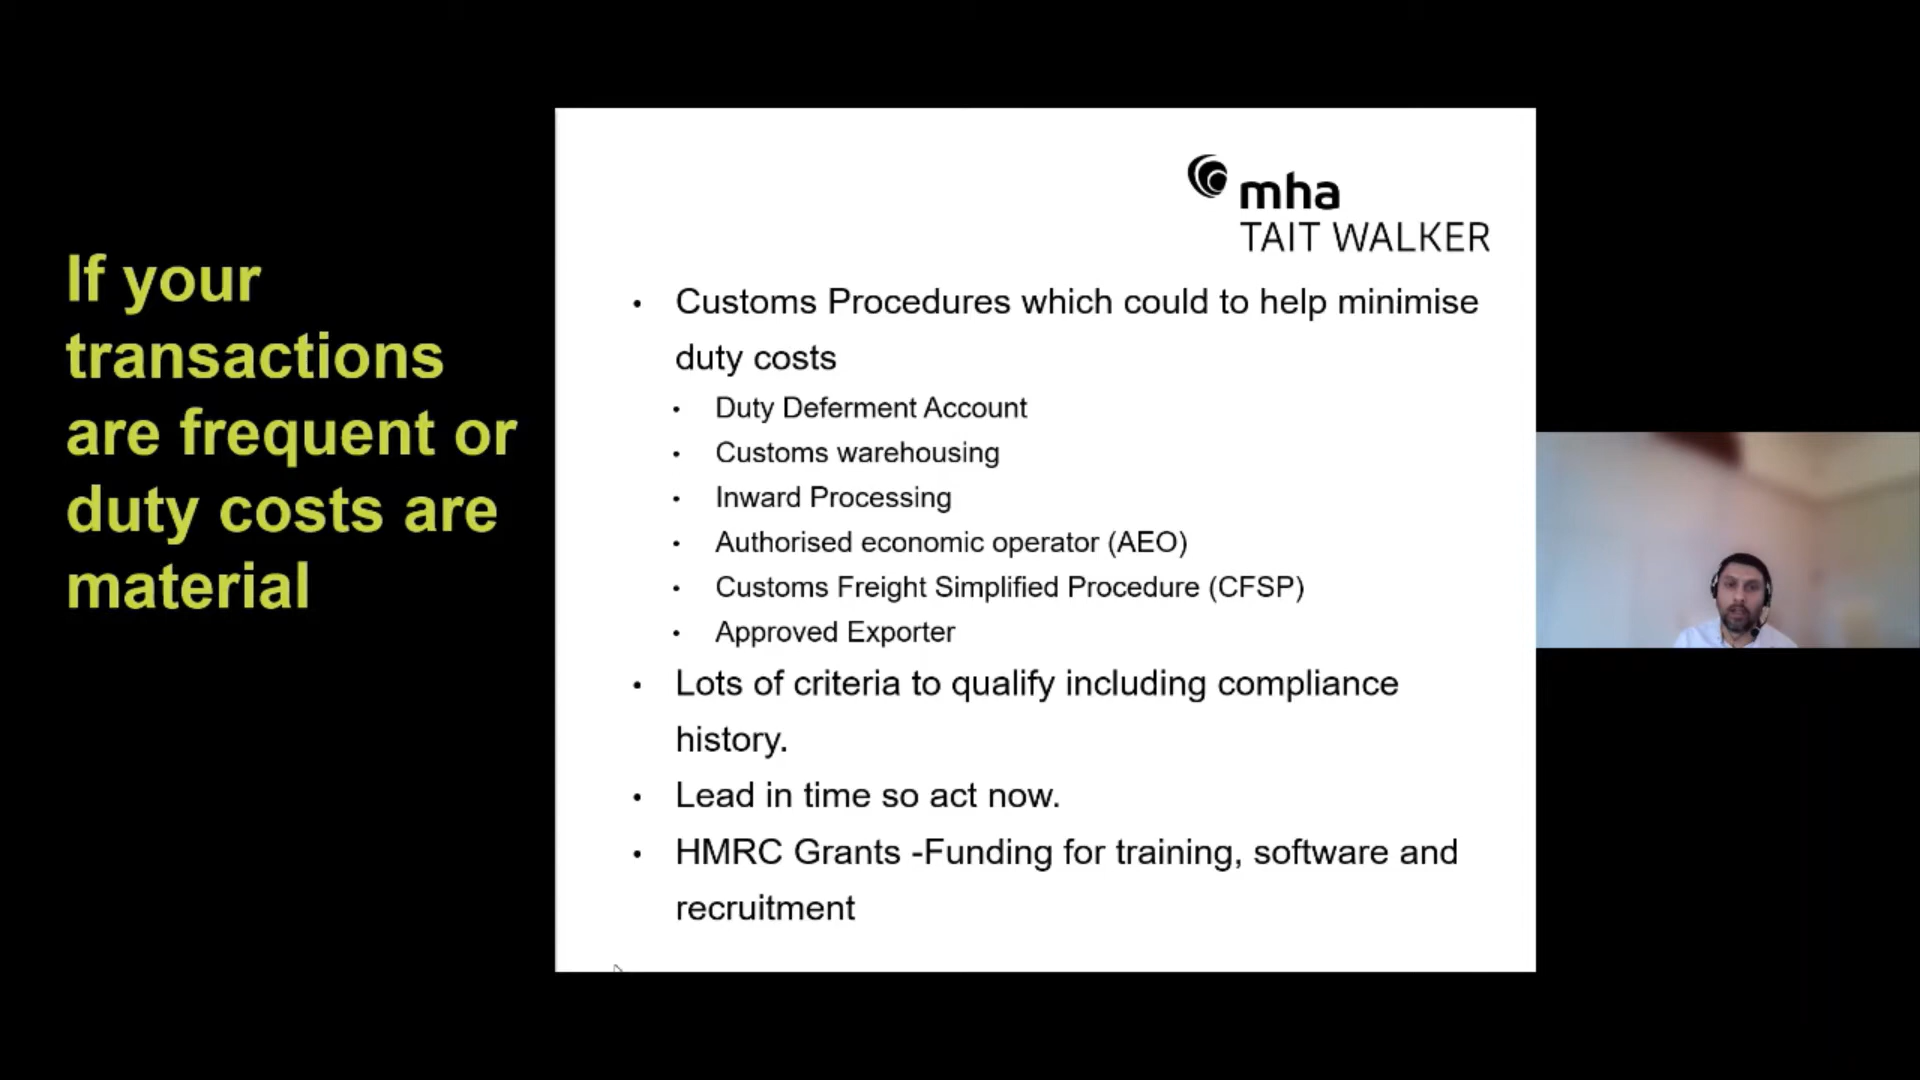 If your
transactions
are frequent or
duty costs are
material
mha
TAIT WALKER
• Customs Procedures which could to help minimise
duty costs
• Duty Deferment Account
• Customs warehousing
• Inward Processing
• Authorised economic operator (AEO)
• Customs Freight Simplified Procedure (CFSP)
• Approved Exporter
• Lots of criteria to qualify including compliance
history.
• Lead in time so act now.
• HMRC Grants -Funding for training, software and
recruitment